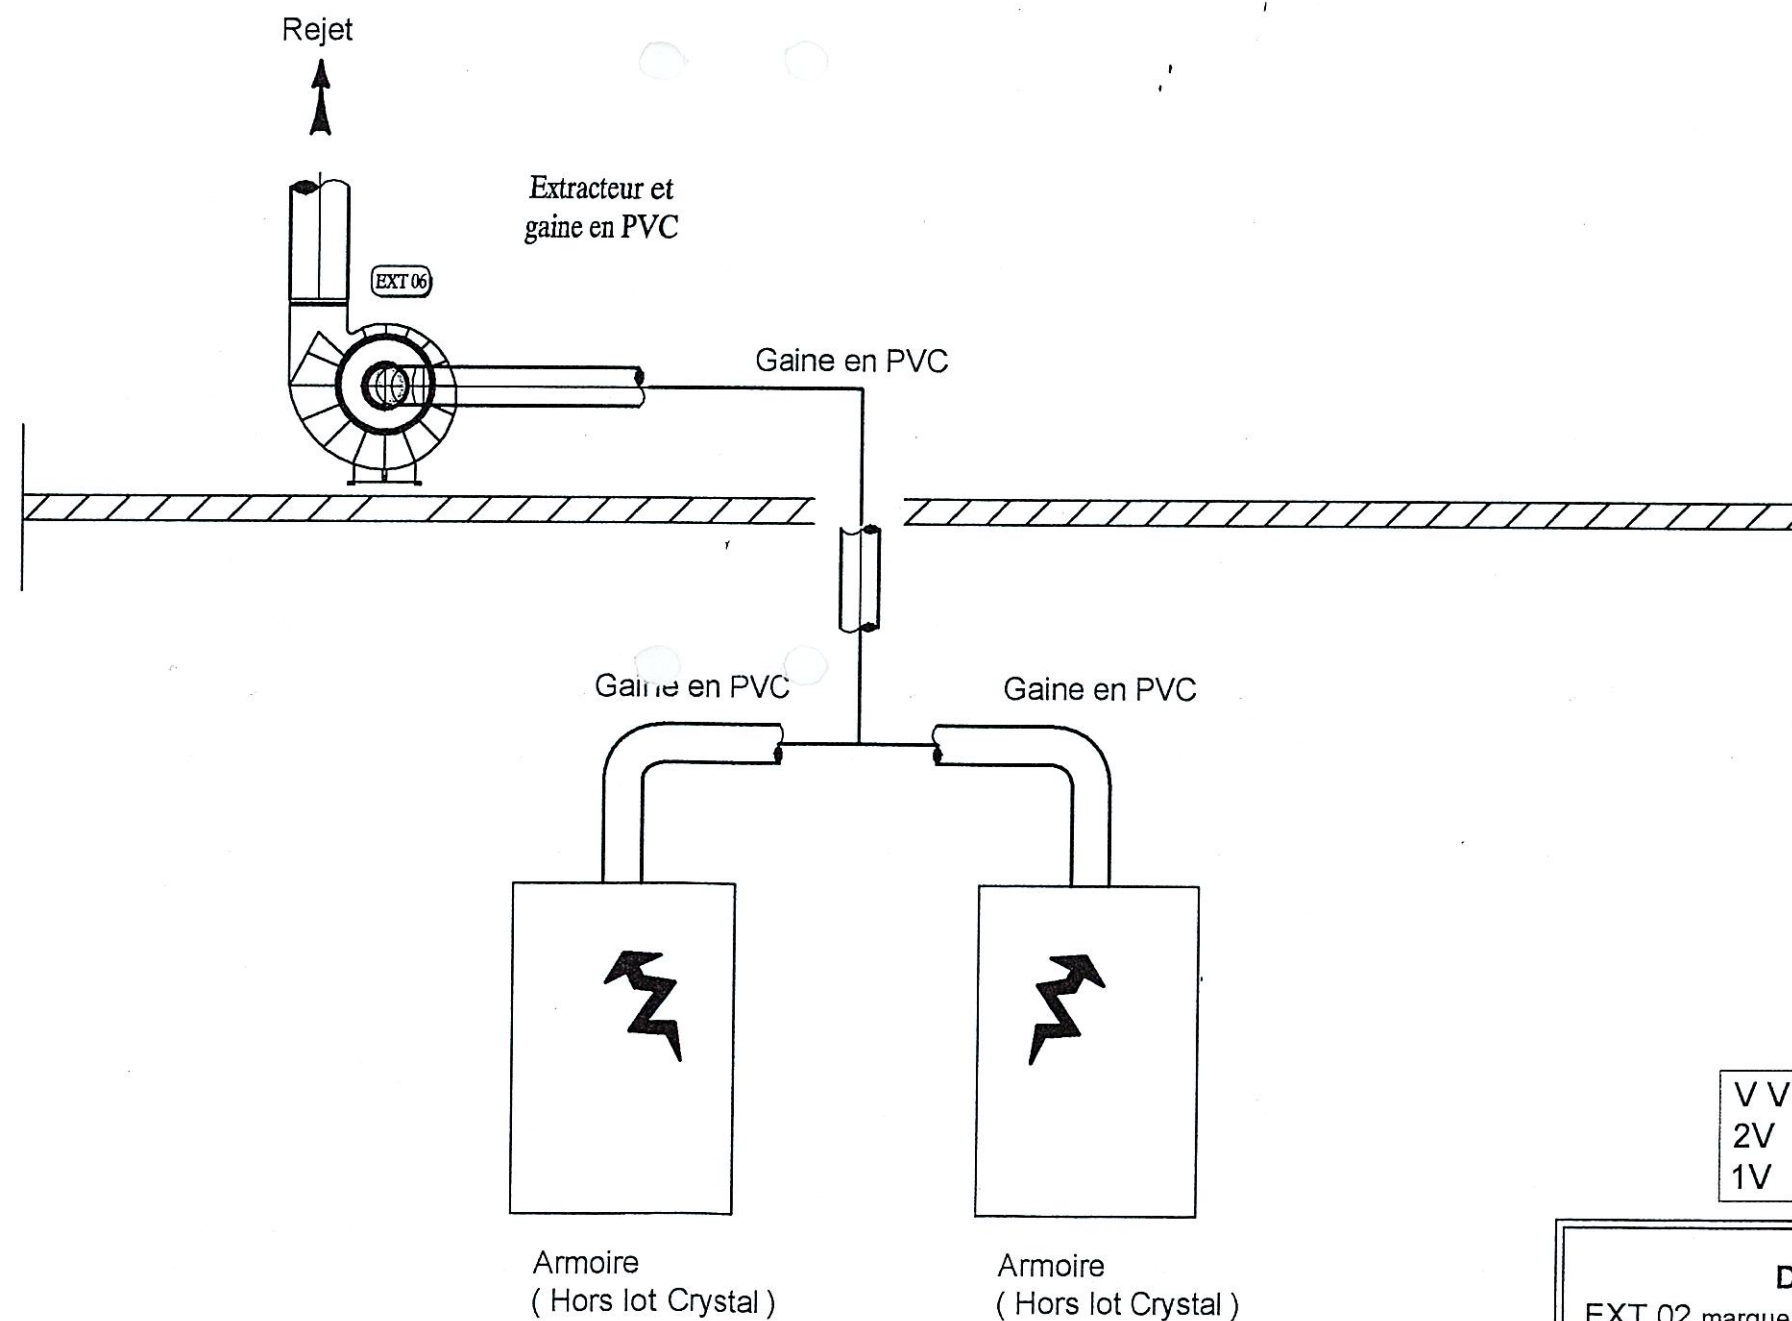 Rejet
Extracteur et
gaine en PVC
EXT 06
Gaine en PVC
Gaine en PVC
Gaine en PVC
Armoire
( Hors lot Crystal )
Armoire
( Hors lot Crystal )
V V
2V
1V
D
EXT 02 marque